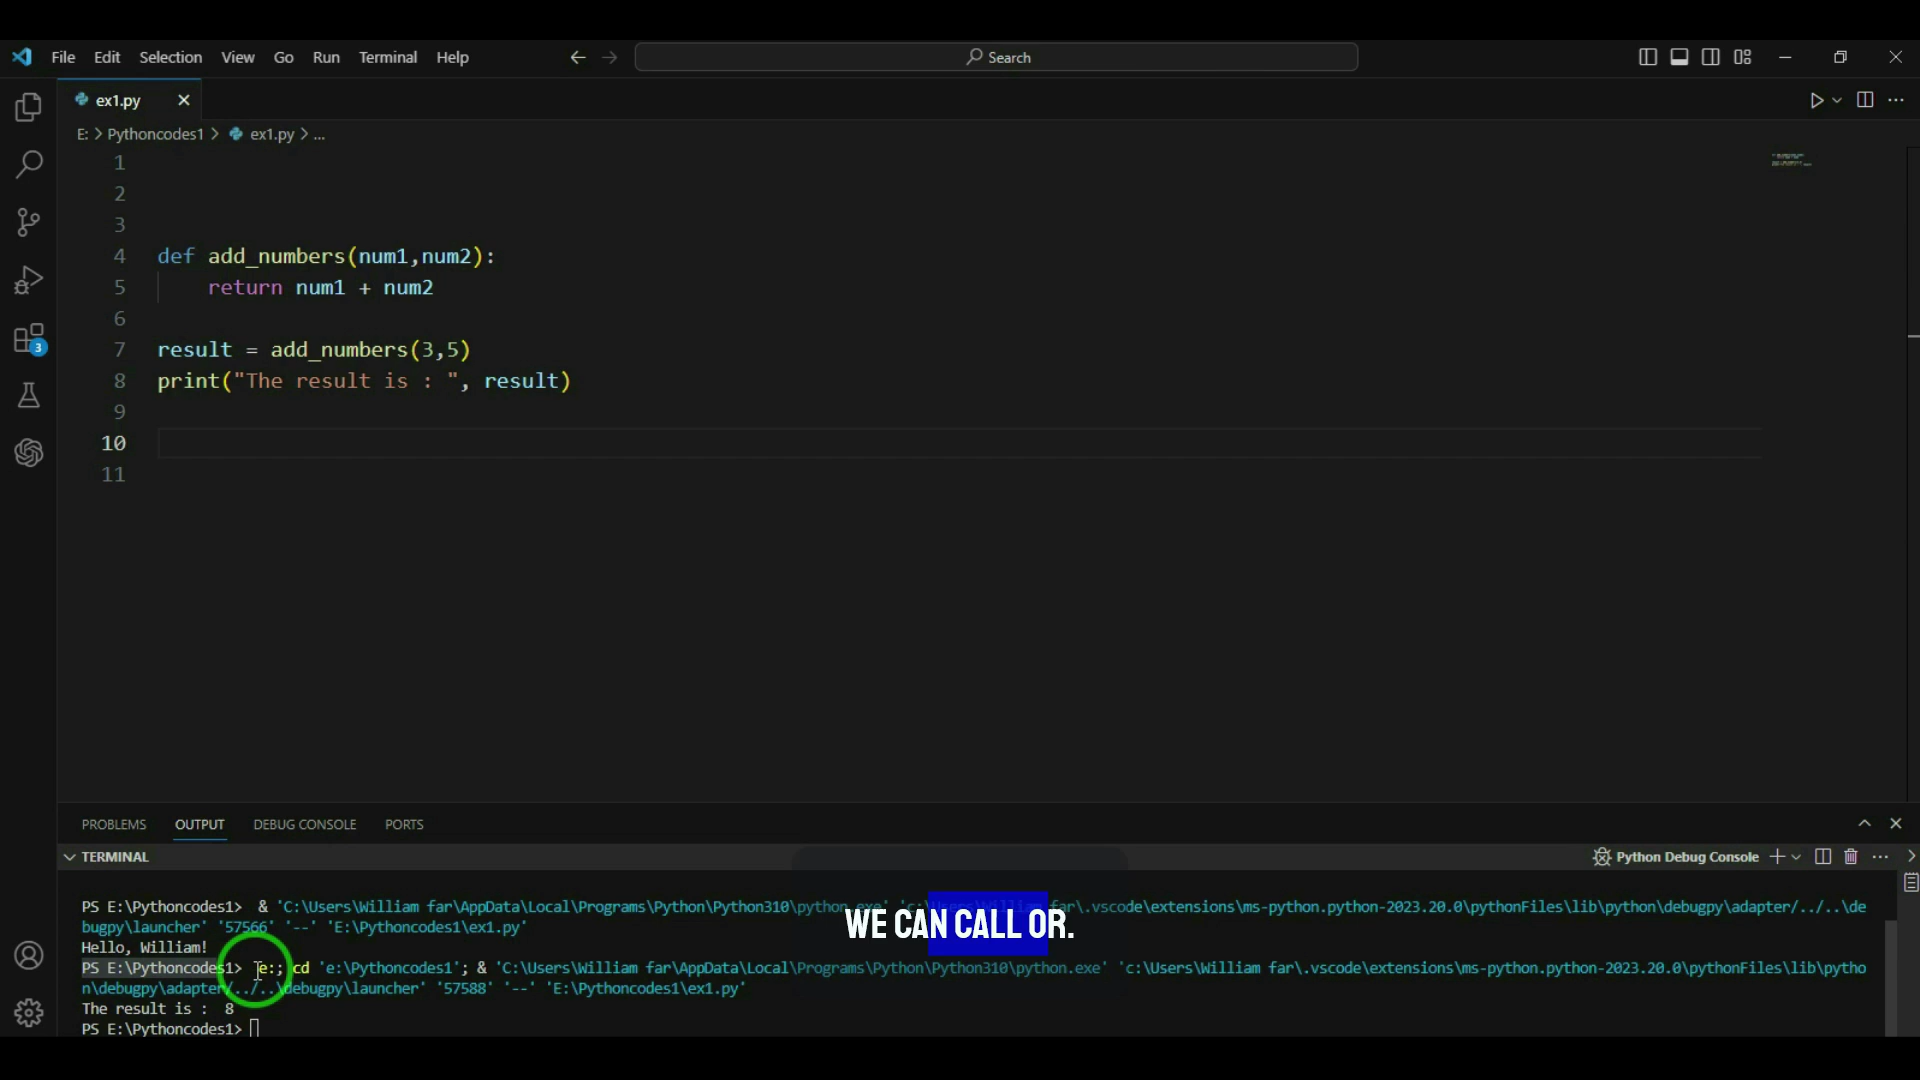 File Edit Selection View Go Run Terminal Help
Search
ex1.py
E: > Pythoncodes1 > ex1.py > ...
1
2
3
4 def add_numbers(num1,num2):
5 return num1 + num2
6
7 result = add_numbers(3,5)
8 print("The result is : ", result)
9
10
11
3
PROBLEMS OUTPUT DEBUG CONSOLE PORTS
TERMINAL
Python Debug Console
PS E:\Pythoncodes1> & 'C:\Users\William far\AppData\Local\Programs\Python\Python310\python.exe' 'c:\Users\William far\.vscode\extensions\ms-python.python-2023.20.0\pythonFiles\lib\python\debugpy\adapter/../..\de
bugpy\launcher' '57566' '--' 'E:\Pythoncodes1\ex1.py'
WE CAN CALL OR.
Hello, William!
PS E:\Pythoncodes1> e:; cd 'e:\Pythoncodes1'; & 'C:\Users\William far\AppData\Local\Programs\Python\Python310\python.exe' 'c:\Users\William far\.vscode\extensions\ms-python.python-2023.20.0\pythonFiles\lib\pytho
n\debugpy\adapter/../..\debugpy\launcher' '57588' '--' 'E:\Pythoncodes1\ex1.py'
The result is :  8
PS E:\Pythoncodes1>